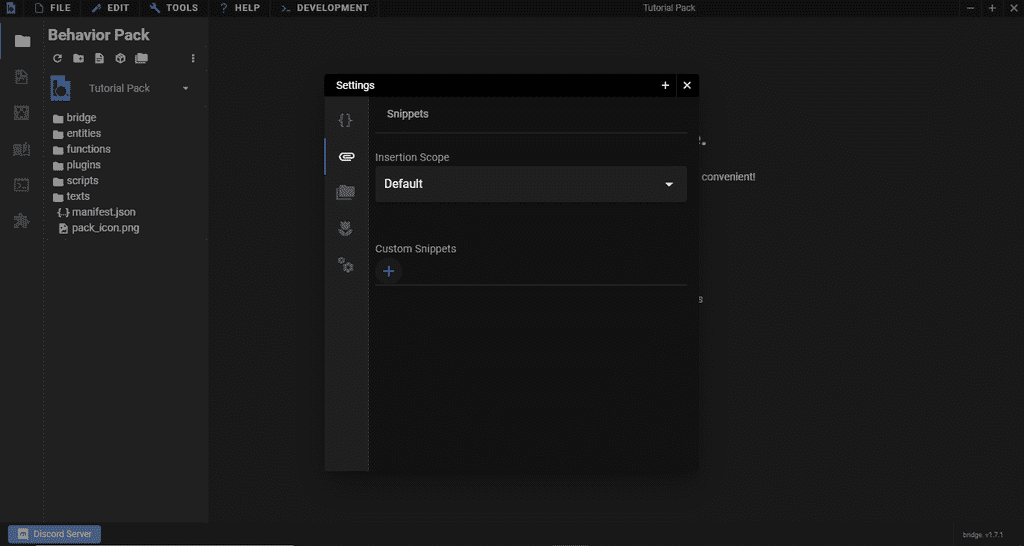 FILE EDIT TOOLS HELP DEVELOPMENT Tutorial Pack
Behavior Pack
Tutorial Pack
bridge
entities
functions
plugins
scripts
texts
{..} manifest.json
pack_icon.png
Settings
Snippets
Insertion Scope
Default
Custom Snippets
convenient!
Discord Server
bridge. v1.7.1